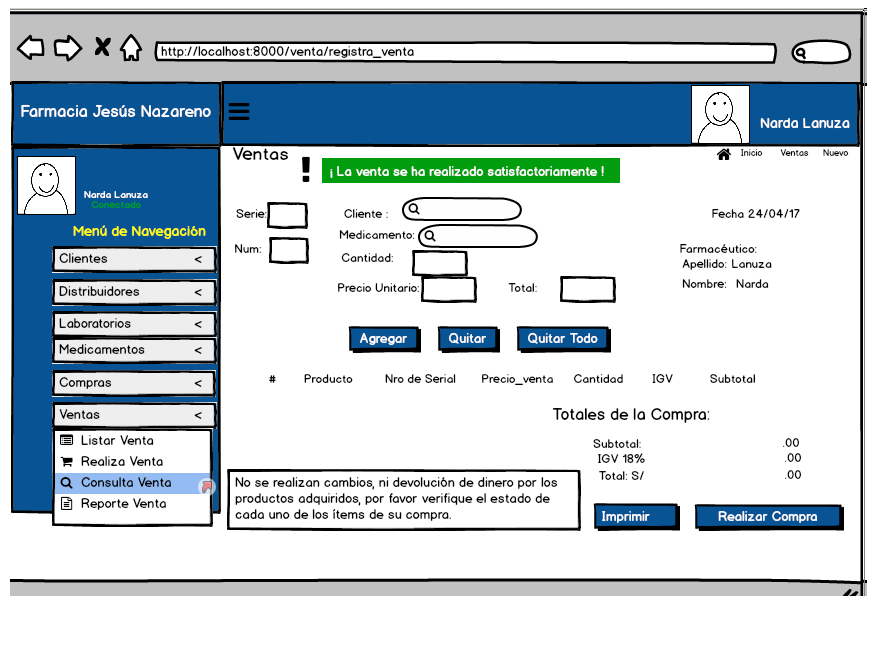 http://localhost:8000/venta/registra_venta
Farmacia Jesús Nazareno
Narda Lanuza
Ventas
! ¡ La venta se ha realizado satisfactoriamente !
Inicio Ventas Nuevo
Narda Lanuza
Conectado
Menú de Navegación
Clientes <
Distribuidores <
Laboratorios <
Medicamentos <
Compras <
Ventas <
Listar Venta
Realiza Venta
Consulta Venta
Reporte Venta
Serie:
Cliente :
Fecha 24/04/17
Num:
Medicamento:
Farmacéutico:
Cantidad:
Apellido: Lanuza
Precio Unitario:
Total:
Nombre: Narda
Agregar Quitar Quitar Todo
# Producto Nro de Serial Precio_venta Cantidad IGV Subtotal
Totales de la Compra:
Subtotal: .00
IGV 18% .00
Total: S/ .00
No se realizan cambios, ni devolución de dinero por los
productos adquiridos, por favor verifique el estado de
cada uno de los ítems de su compra.
Imprimir Realizar Compra